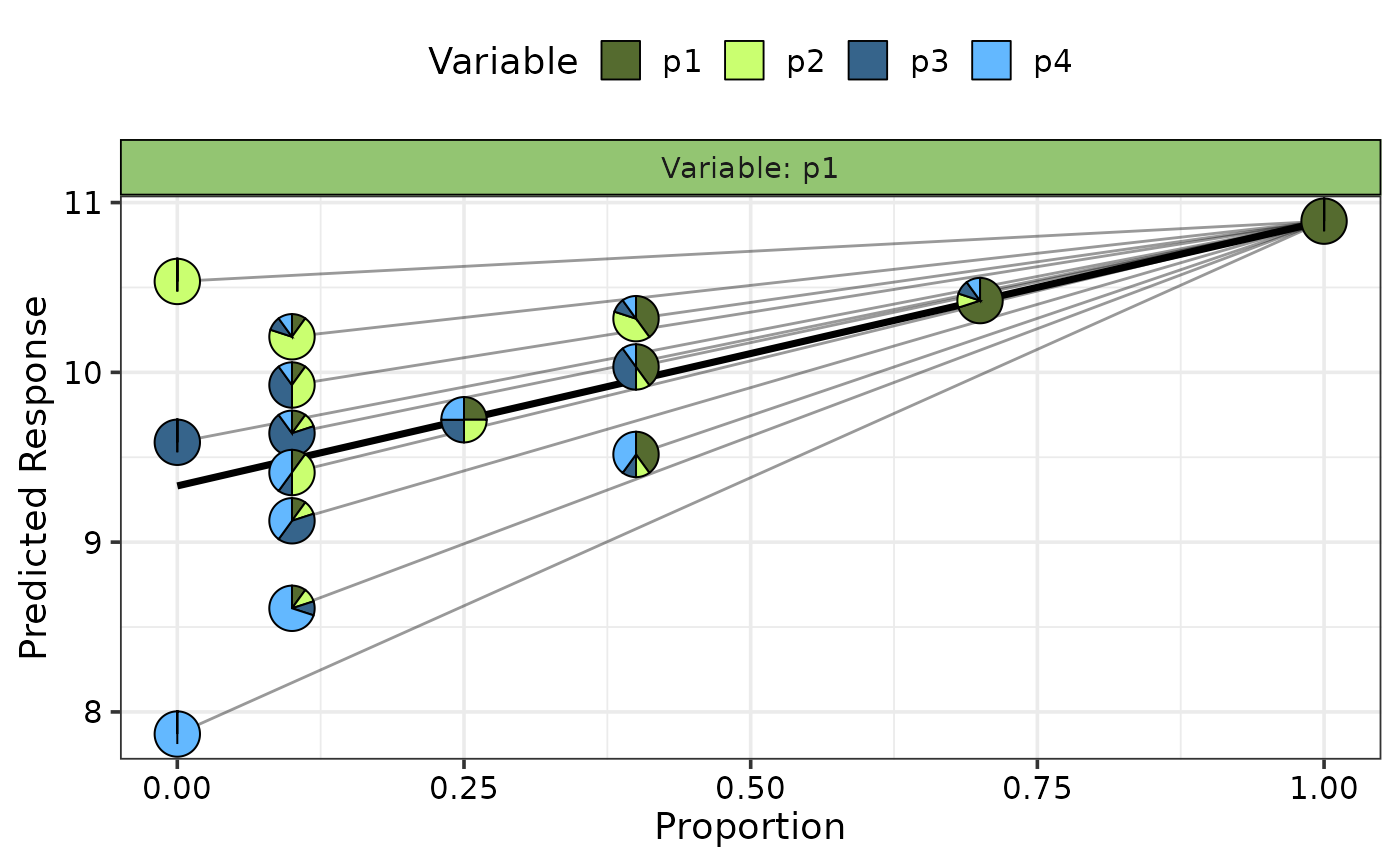 Variable p1 p2 p3 p4
Variable: p1
Predicted Response
11
10
9
8
0.00 0.25 0.50 0.75 1.00
Proportion